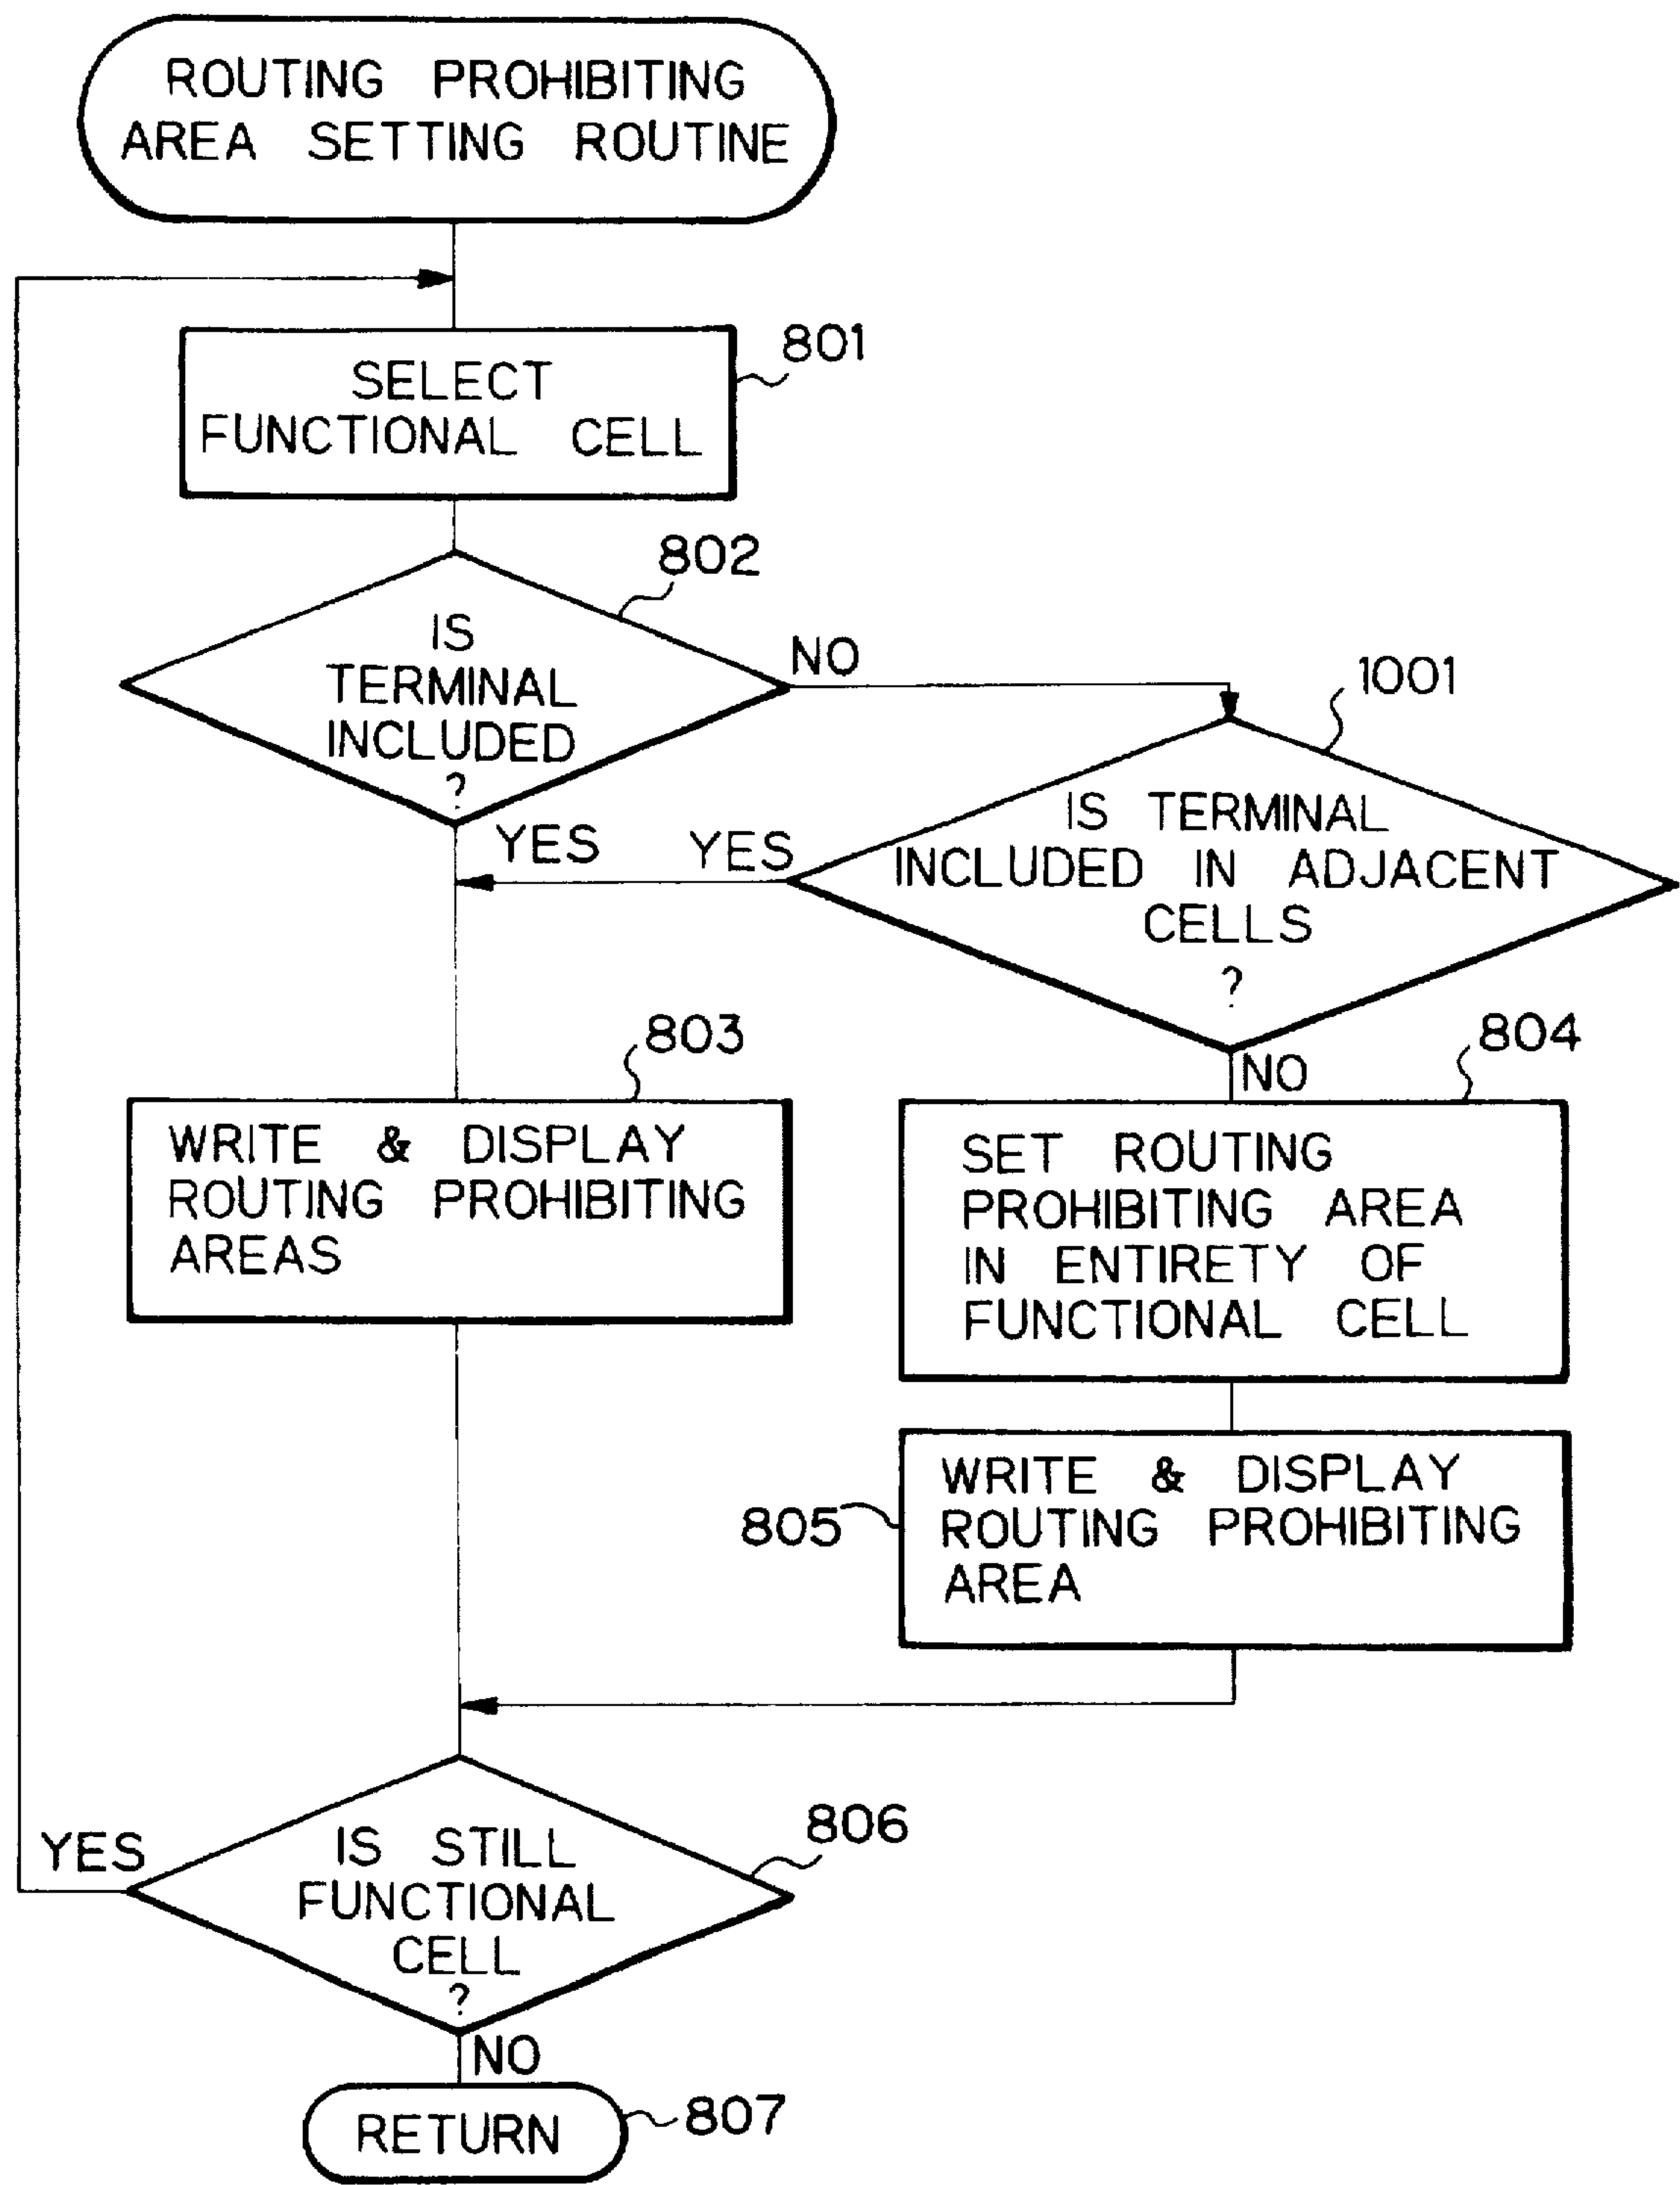 ROUTING PROHIBITING
AREA SETTING ROUTINE
801
SELECT
FUNCTIONAL CELL
802
IS
TERMINAL
INCLUDED
?
NO
YES
1001
IS TERMINAL
INCLUDED IN ADJACENT
CELLS
?
YES
NO
803
WRITE & DISPLAY
ROUTING PROHIBITING
AREAS
804
SET ROUTING
PROHIBITING AREA
IN ENTIRETY OF
FUNCTIONAL CELL
805
WRITE & DISPLAY
ROUTING PROHIBITING
AREA
806
IS STILL
FUNCTIONAL
CELL
?
YES
NO
RETURN
807